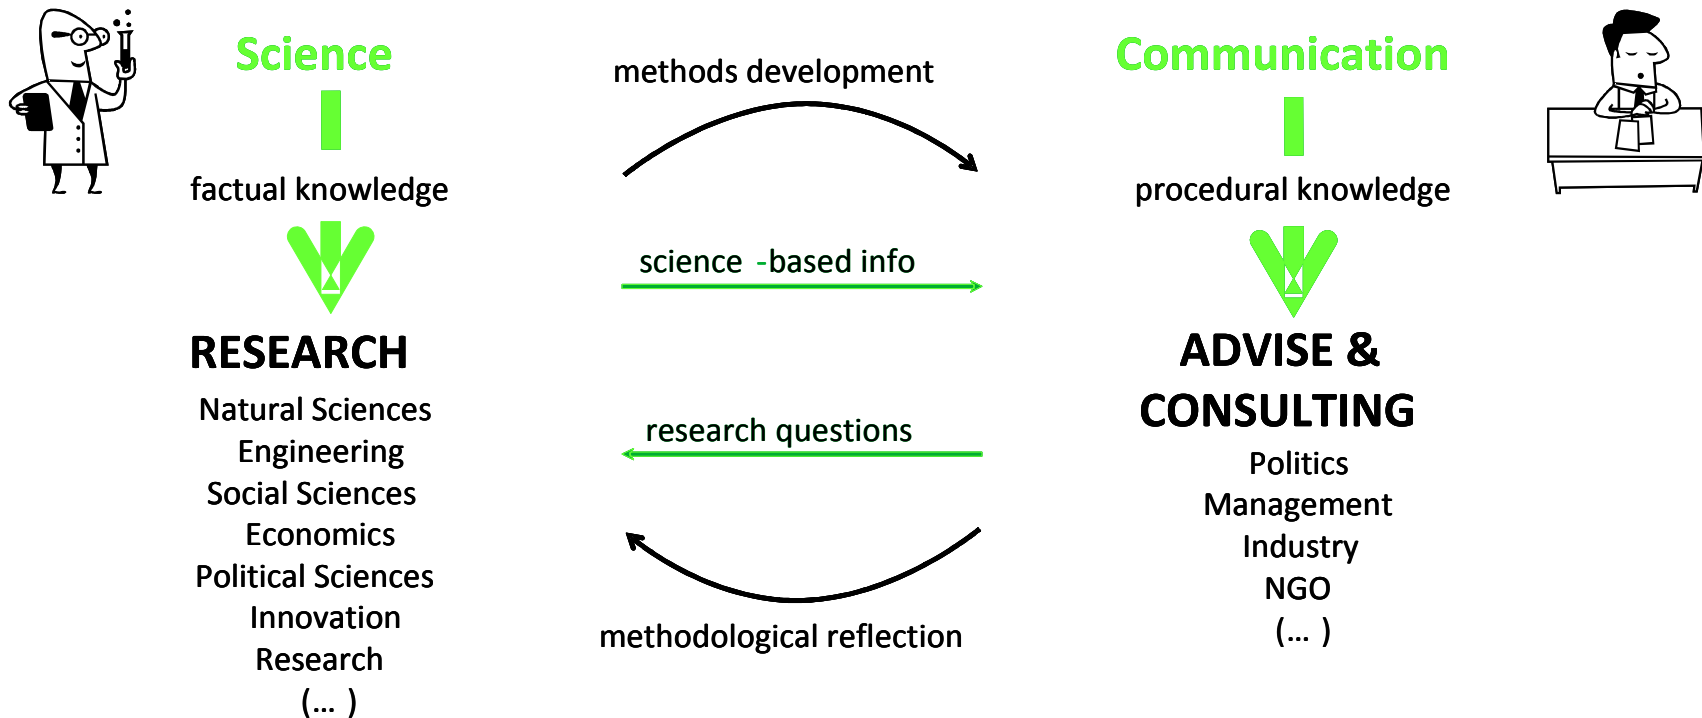 Science
factual knowledge
RESEARCH
Natural Sciences
Engineering
Social Sciences
Economics
Political Sciences
Innovation
Research
(... )
methods development
science -based info
research questions
methodological reflection
Communication
procedural knowledge
ADVISE &
CONSULTING
Politics
Management
Industry
NGO
(... )